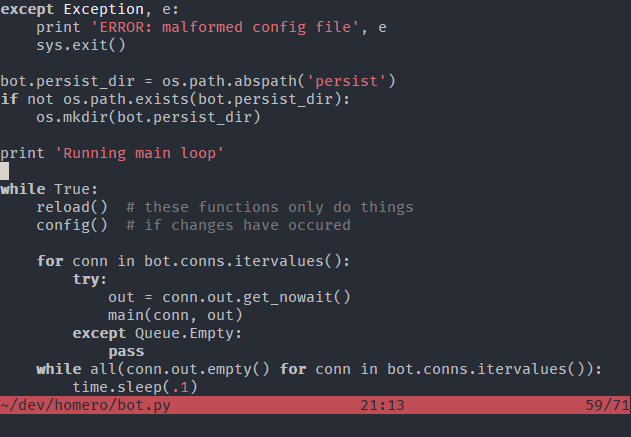 except Exception, e:
    print 'ERROR: malformed config file', e
    sys.exit()

bot.persist_dir = os.path.abspath('persist')
if not os.path.exists(bot.persist_dir):
    os.mkdir(bot.persist_dir)

print 'Running main loop'

while True:
    reload()  # these functions only do things
    config()  # if changes have occured

    for conn in bot.conns.itervalues():
        try:
            out = conn.out.get_nowait()
            main(conn, out)
        except Queue.Empty:
            pass
    while all(conn.out.empty() for conn in bot.conns.itervalues()):
        time.sleep(.1)
~/dev/homero/bot.py 21:13 59/71